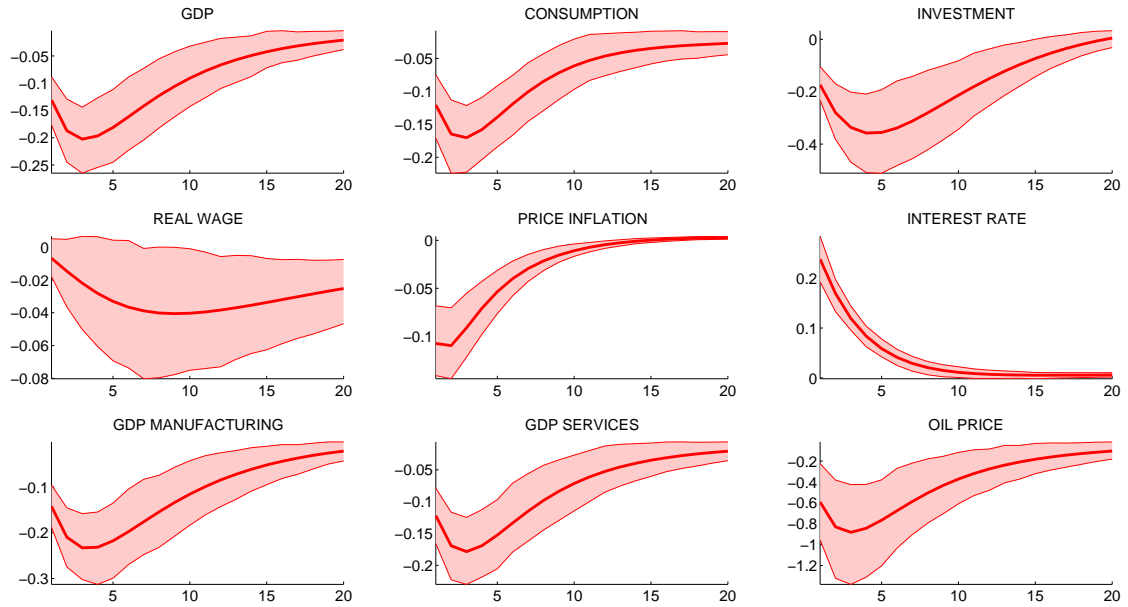 GDP
−0.05
−0.1
−0.15
−0.2
−0.25
5 10 15 20
CONSUMPTION
−0.05
−0.1
−0.15
−0.2
5 10 15 20
INVESTMENT
0
−0.2
−0.4
5 10 15 20
REAL WAGE
0
−0.02
−0.04
−0.06
−0.08
5 10 15 20
PRICE INFLATION
0
−0.05
−0.1
5 10 15 20
INTEREST RATE
0.2
0.1
0
5 10 15 20
GDP MANUFACTURING
−0.1
−0.2
−0.3
5 10 15 20
GDP SERVICES
−0.05
−0.1
−0.15
−0.2
5 10 15 20
OIL PRICE
−0.2
−0.4
−0.6
−0.8
−1
−1.2
5 10 15 20